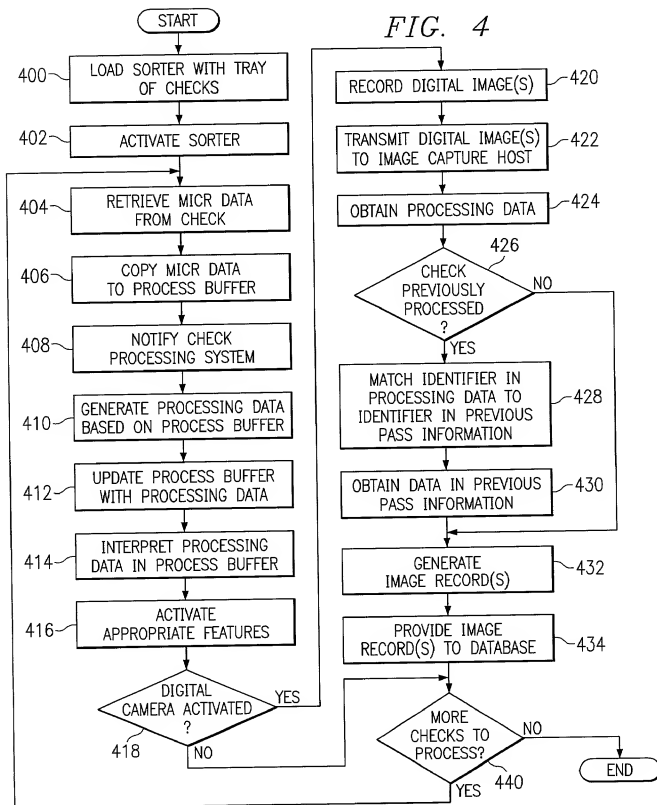 FIG. 4
START
400
LOAD SORTER WITH TRAY
OF CHECKS
402
ACTIVATE SORTER
404
RETRIEVE MICR DATA
FROM CHECK
406
COPY MICR DATA
TO PROCESS BUFFER
408
NOTIFY CHECK
PROCESSING SYSTEM
410
GENERATE PROCESSING DATA
BASED ON PROCESS BUFFER
412
UPDATE PROCESS BUFFER
WITH PROCESSING DATA
414
INTERPRET PROCESSING
DATA IN PROCESS BUFFER
416
ACTIVATE
APPROPRIATE FEATURES
DIGITAL
CAMERA ACTIVATED
?
418
YES
NO
RECORD DIGITAL IMAGE(S)
420
TRANSMIT DIGITAL IMAGE(S)
TO IMAGE CAPTURE HOST
422
OBTAIN PROCESSING DATA
424
426
CHECK
PREVIOUSLY
PROCESSED
?
NO
YES
MATCH IDENTIFIER IN
PROCESSING DATA TO
IDENTIFIER IN PREVIOUS
PASS INFORMATION
428
OBTAIN DATA IN PREVIOUS
PASS INFORMATION
430
GENERATE
IMAGE RECORD(S)
432
PROVIDE IMAGE
RECORD(S) TO DATABASE
434
MORE
CHECKS TO
PROCESS?
440
NO
YES
END